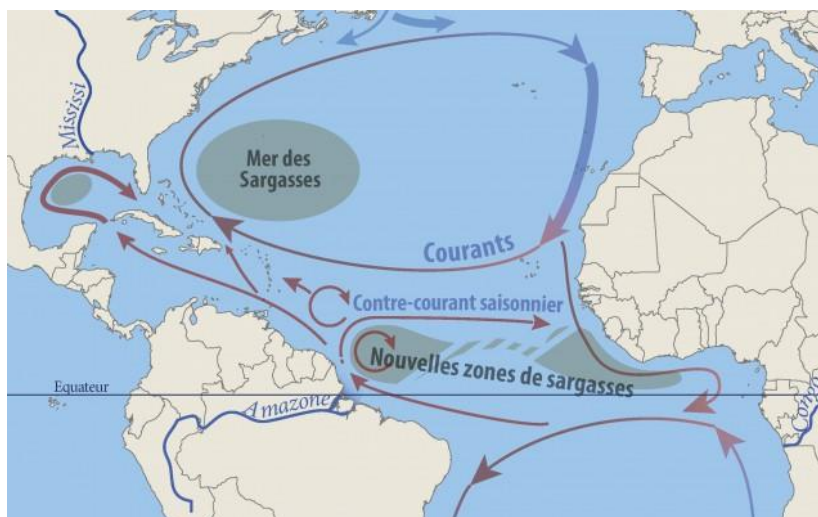 Mississi
Mer des
Sargasses
Courants
Contre-courant saisonnier
Nouvelles zones de sargasses
Equateur
Amazone
Congo